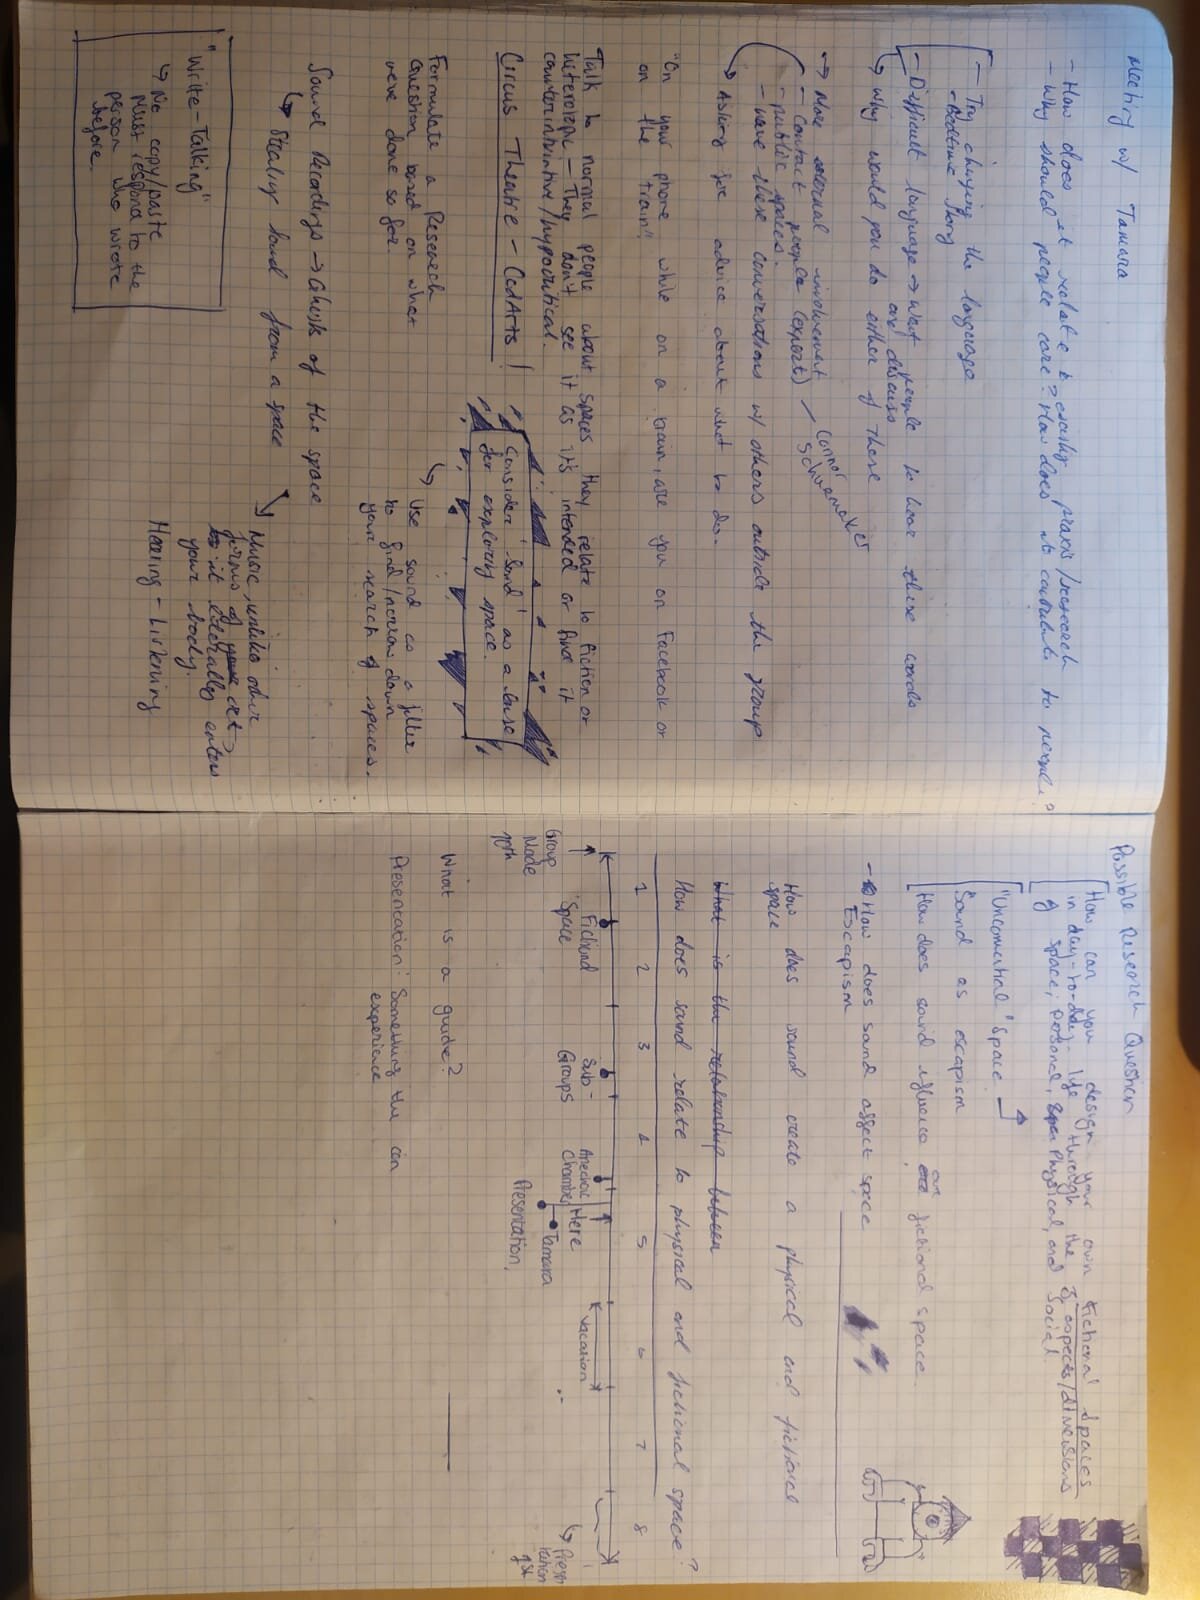 Meeting w/ Tamara
- How does it relate to existing praxis/research
- Why should people care? How does it contribute to people?
- Try changing the language
- Bedtime Story
- Difficult language → Want people to hear these words
and discuss
↳ Why would you do either of these
→ More external involvement
- Contact people (expert) — Connor
Schuemaker
- public spaces.
- have these conversations w/ others outside the group
↳ Asking for advice about what to do.
"On your phone while on a train, are you on Facebook or
on the train"
Talk to normal people about spaces they relate to fiction or
heterotopic — They don't see it as it's intended or find it
counterintuitive/hypocritical.
Circus Theatre - CodArts!
Consider 'Sound' as a base
for exploring space.
↳ Use sound as a filter
to find/narrow down
your search of spaces.
Formulate a Research
Question based on what
we've done so far.
Sound Recordings → Ghosts of the space
↳ Stealing sound from a space
Music, unlike other
forms of your art,
it literally enters
your body.
Hearing - Listening
"Write-Talking"
↳ No copy/paste
Must respond to the
person who wrote
before.
Possible Research Question
How can you design your own Fictional Spaces
in day-to-day life through the 3 aspects/dimensions
of space; Personal, Physical, and Social.
"Uncomertial" Space
Sound as escapism
How does sound influence our fictional space
- How does sound affect space
Escapism
How does sound create a physical and fictional
space
What is the relationship between
How does sound relate to physical and fictional space?
1 2 3 4 5 6 7 8
Group
Made
10th
Fictional
Space
Sub-
Groups
Anechoic
Chamber
Here
Tamara
Presentation
Vacation
Presen
tation
1st
What is a guide?
Presentation: Something the can
experience